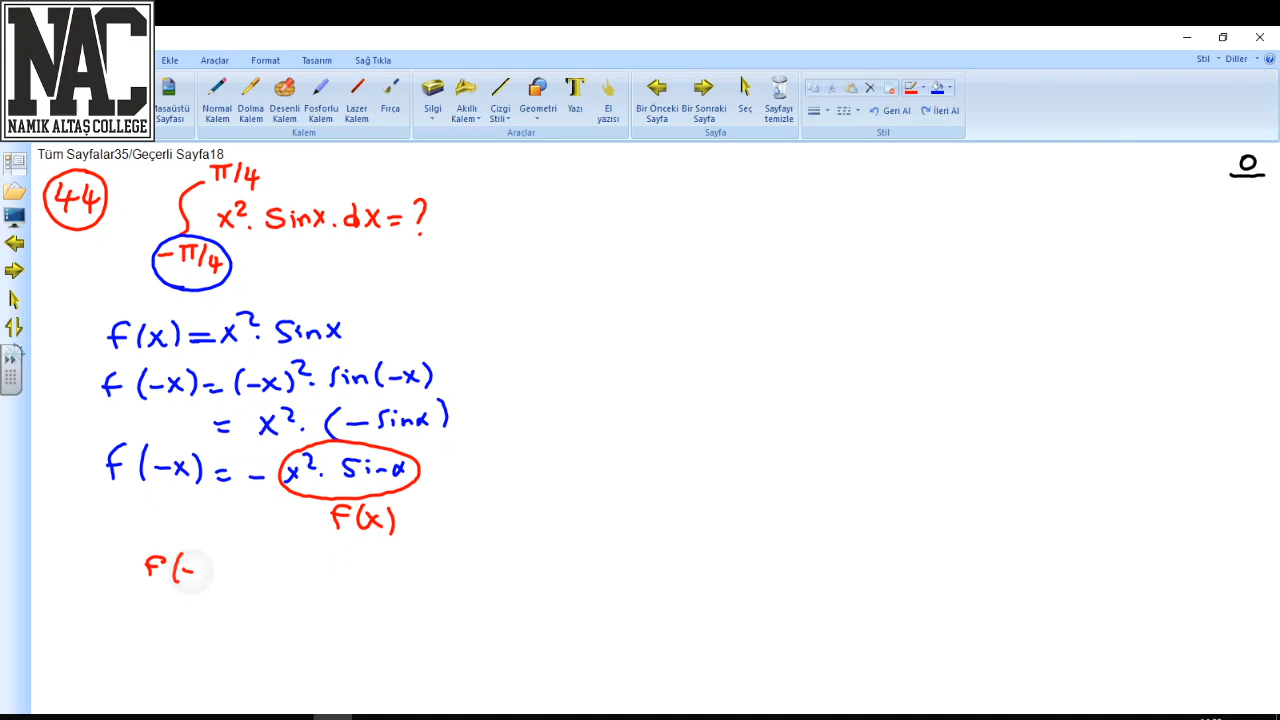 NAC
NAMIK ALTAŞ COLLEGE
Ekle Araçlar Format Tasarım Sağ Tıkla
Stil Diller
Masaüstü Sayfası
Normal Kalem
Dolma Kalem
Desenli Kalem
Fosforlu Kalem
Lazer Kalem
Fırça
Silgi
Akıllı Kalem
Çizgi Stili
Geometri
Yazı
El yazısı
Bir Önceki Sayfa
Bir Sonraki Sayfa
Seç
Sayfayı temizle
Geri Al
İleri Al
Kalem Araçlar Sayfa Stil
Tüm Sayfalar35/Geçerli Sayfa18
0
44
π/4
∫ x². Sinx. dx = ?
-π/4
f(x) = x². Sinx
f(-x) = (-x)². sin(-x)
= x². (-sinx)
f(-x) = - x². Sinx
f(x)
f(-